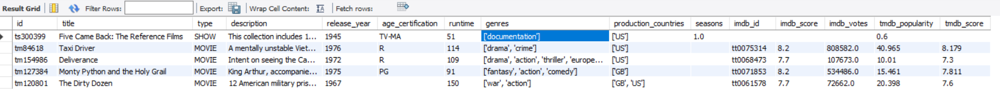 Result Grid Filter Rows: Export: Wrap Cell Content: Fetch rows:
id title type description release_year age_certification runtime genres production_countries seasons imdb_id imdb_score imdb_votes tmdb_popularity tmdb_score
ts300399 Five Came Back: The Reference Films SHOW This collection includes 1... 1945 TV-MA 51 ['documentation'] ['US'] 1.0 0.6
tm84618 Taxi Driver MOVIE A mentally unstable Viet... 1976 R 114 ['drama', 'crime'] ['US'] tt0075314 8.2 808582.0 40.965 8.179
tm154986 Deliverance MOVIE Intent on seeing the Ca... 1972 R 109 ['drama', 'action', 'thriller', 'europe... ['US'] tt0068473 7.7 107673.0 10.01 7.3
tm127384 Monty Python and the Holy Grail MOVIE King Arthur, accompanie... 1975 PG 91 ['fantasy', 'action', 'comedy'] ['GB'] tt0071853 8.2 534486.0 15.461 7.811
tm120801 The Dirty Dozen MOVIE 12 American military pris... 1967 150 ['war', 'action'] ['GB', 'US'] tt0061578 7.7 72662.0 20.398 7.6